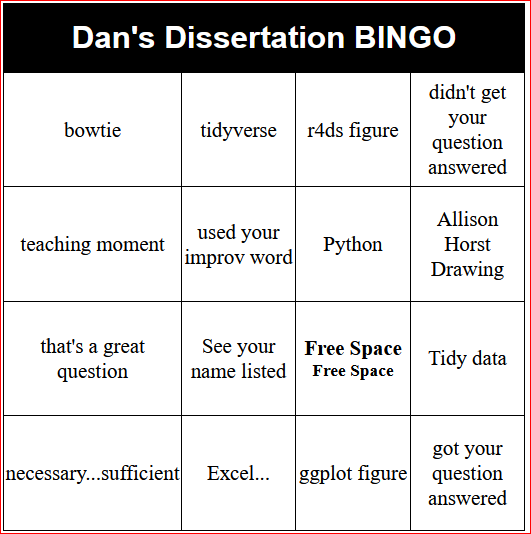 Dan's Dissertation BINGO
bowtie
tidyverse
r4ds figure
didn't get
your
question
answered
teaching moment
used your
improv word
Python
Allison
Horst
Drawing
that's a great
question
See your
name listed
Free Space
Free Space
Tidy data
necessary...sufficient
Excel...
ggplot figure
got your
question
answered